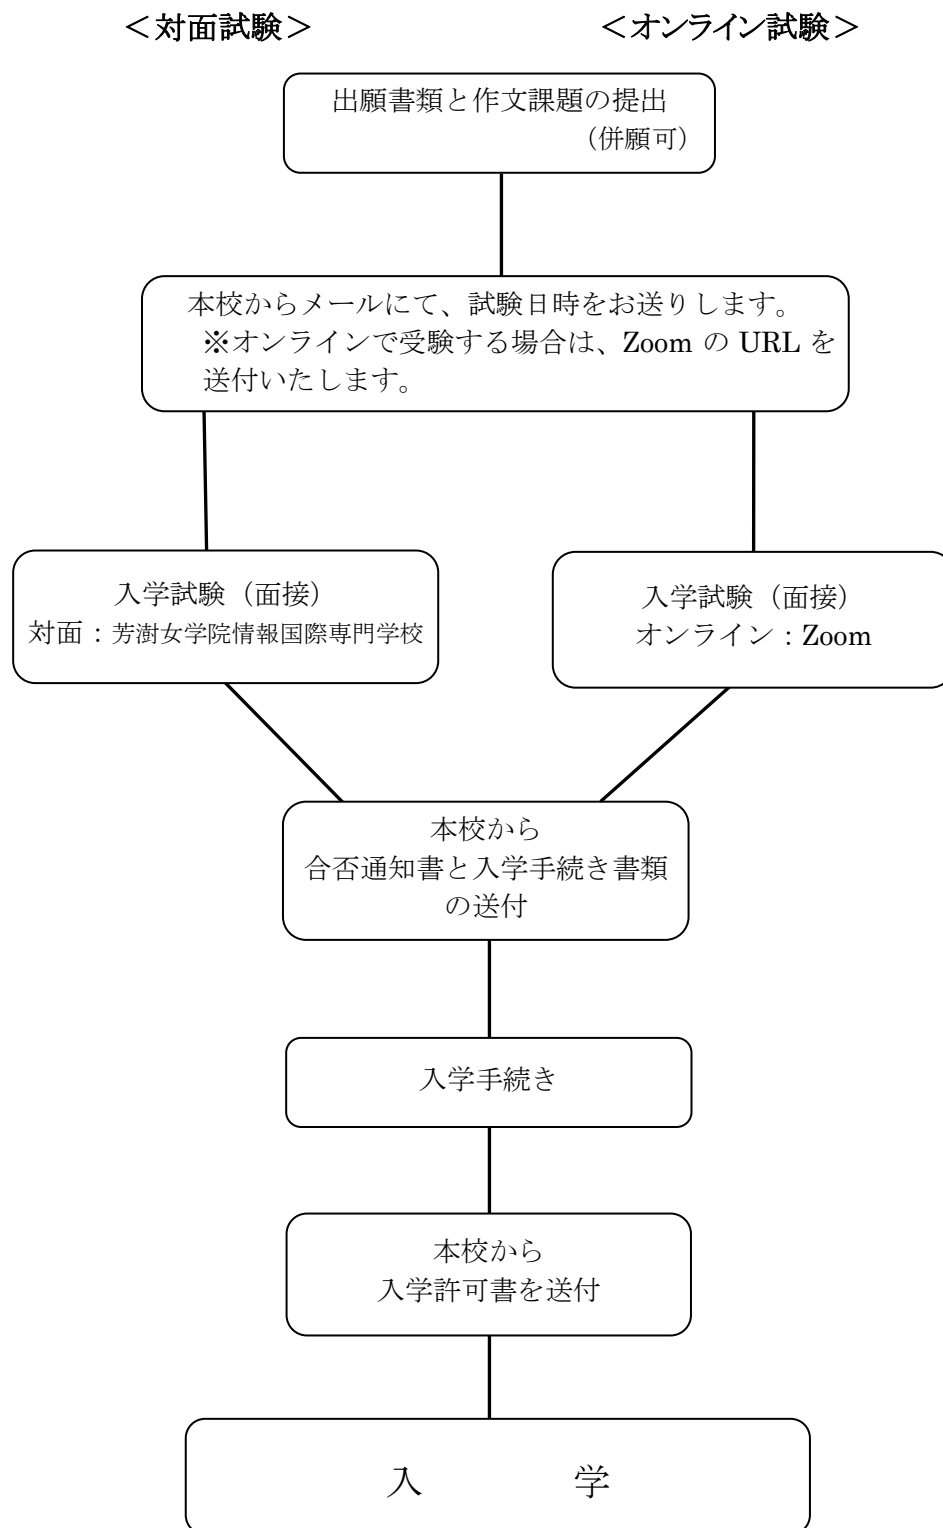 ＜対面試験＞
＜オンライン試験＞
出願書類と作文課題の提出
（併願可）
本校からメールにて、試験日時をお送りします。
※オンラインで受験する場合は、Zoom の URL を
送付いたします。
入学試験（面接）
対面：芳澍女学院情報国際専門学校
入学試験（面接）
オンライン：Zoom
本校から
合否通知書と入学手続き書類
の送付
入学手続き
本校から
入学許可書を送付
入　　　学